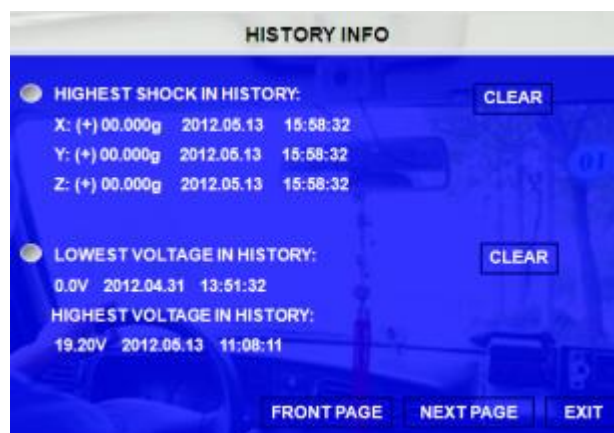 HISTORY INFO
HIGHEST SHOCK IN HISTORY: CLEAR
X: (+) 00.000g 2012.05.13 15:58:32
Y: (+) 00.000g 2012.05.13 15:58:32
Z: (+) 00.000g 2012.05.13 15:58:32
01
LOWEST VOLTAGE IN HISTORY: CLEAR
0.0V 2012.04.31 13:51:32
HIGHEST VOLTAGE IN HISTORY:
19.20V 2012.05.13 11:08:11
FRONT PAGE NEXT PAGE EXIT